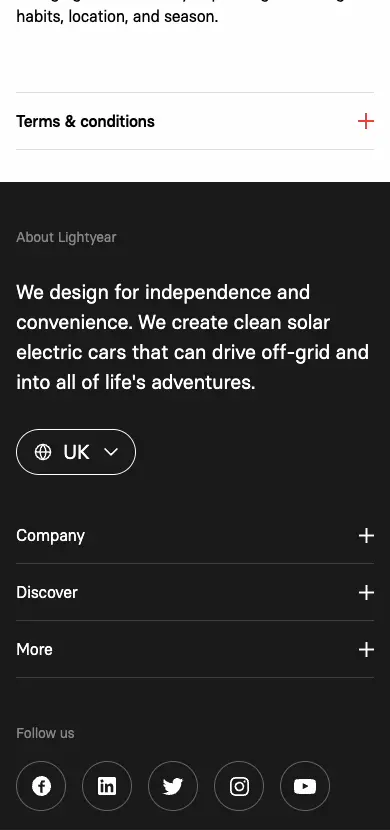 habits, location, and season.
Terms & conditions
About Lightyear
We design for independence and
convenience. We create clean solar
electric cars that can drive off-grid and
into all of life's adventures.
UK
Company
Discover
More
Follow us